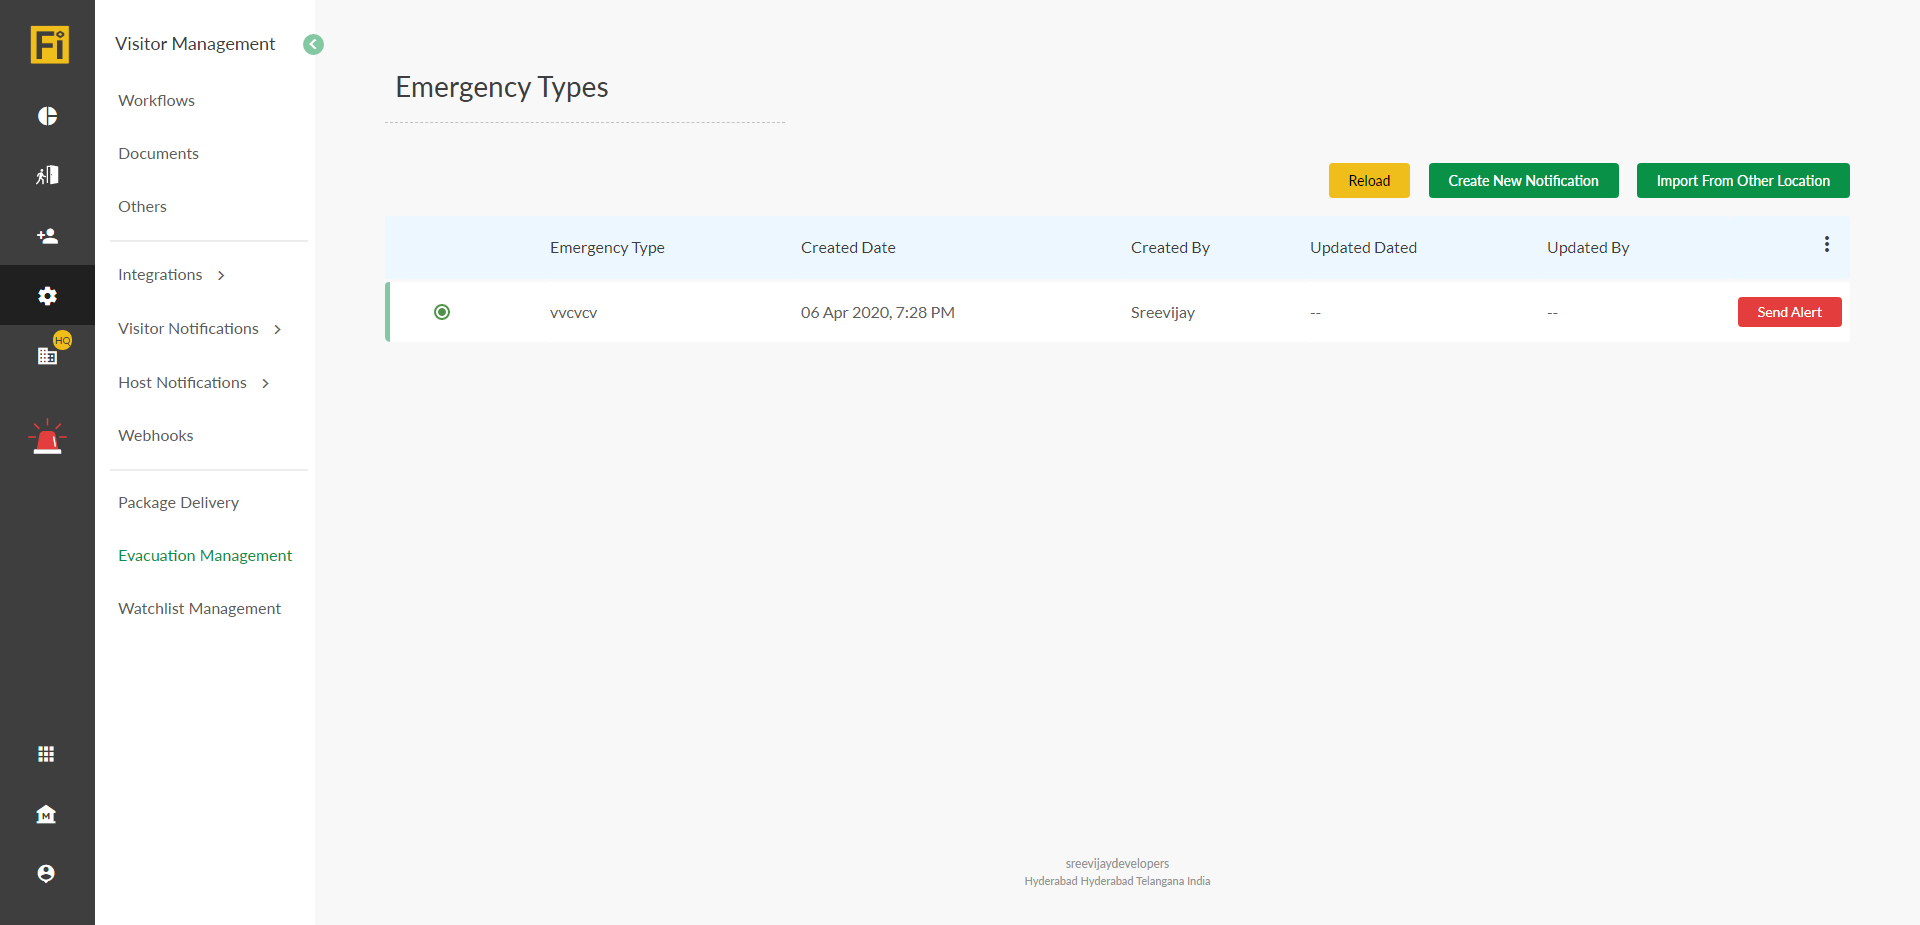 Fi
Visitor Management
Workflows
Documents
Others
Integrations
Visitor Notifications
HQ
Host Notifications
Webhooks
Package Delivery
Evacuation Management
Watchlist Management
M
Emergency Types
Reload
Create New Notification
Import From Other Location
Emergency Type Created Date Created By Updated Dated Updated By
vvcvcv 06 Apr 2020, 7:28 PM Sreevijay -- -- Send Alert
sreevijaydevelopers
Hyderabad Hyderabad Telangana India